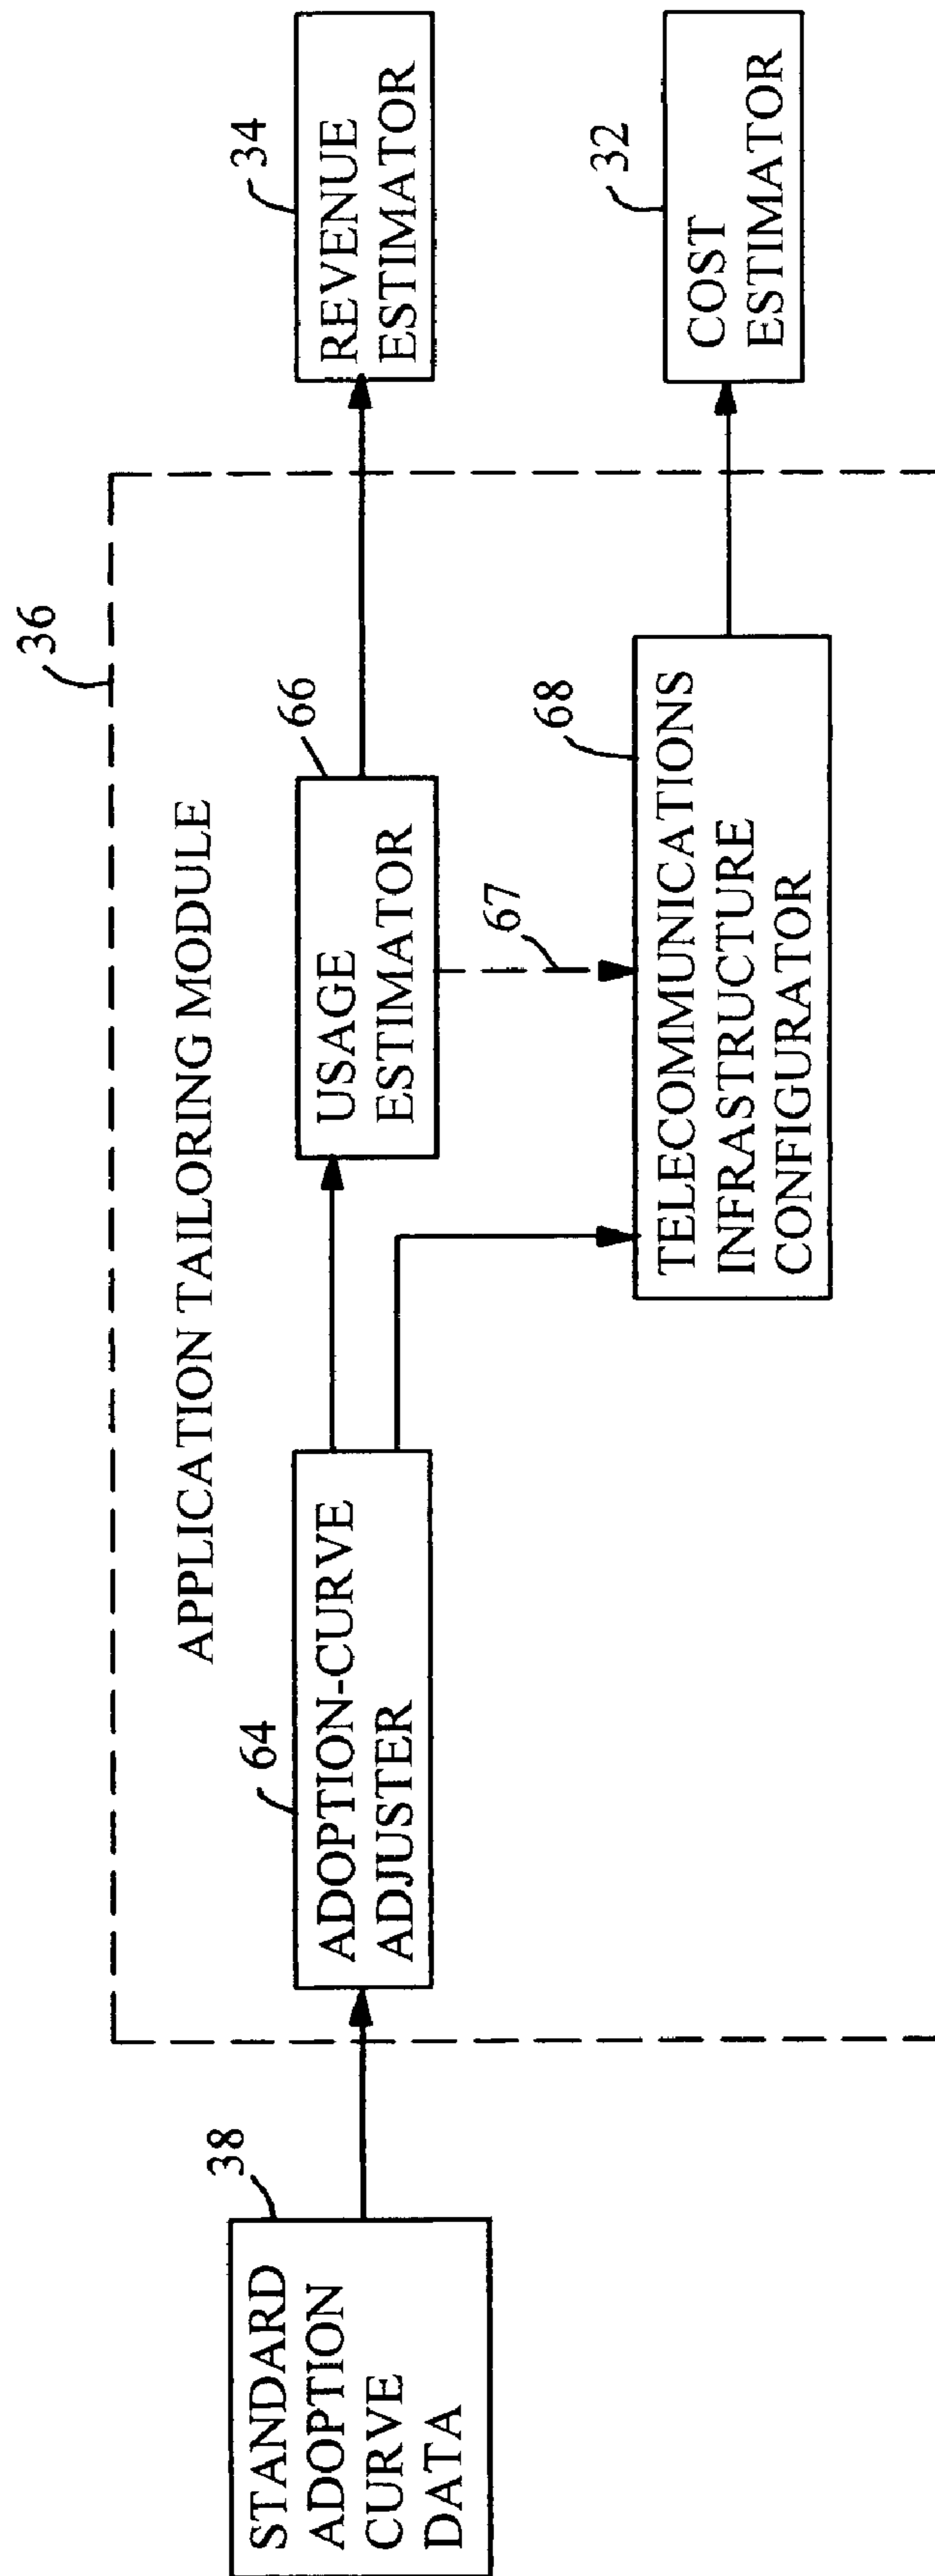 36
APPLICATION TAILORING MODULE
38
STANDARD
ADOPTION
CURVE
DATA
64
ADOPTION-CURVE
ADJUSTER
66
USAGE
ESTIMATOR
67
68
TELECOMMUNICATIONS
INFRASTRUCTURE
CONFIGURATOR
34
REVENUE
ESTIMATOR
32
COST
ESTIMATOR